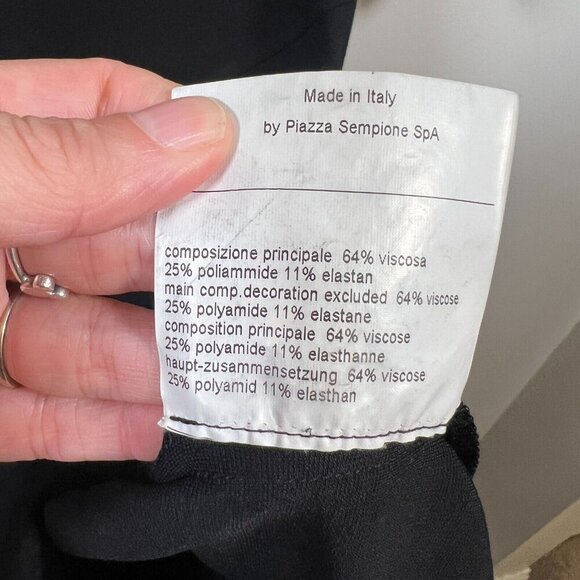 Made in Italy
by Piazza Sempione SpA
composizione principale 64% viscosa
25% poliammide 11% elastan
main comp.decoration excluded 64% viscose
25% polyamide 11% elastane
composition principale 64% viscose
25% polyamide 11% elasthanne
haupt-zusammensetzung 64% viscose
25% polyamid 11% elasthan